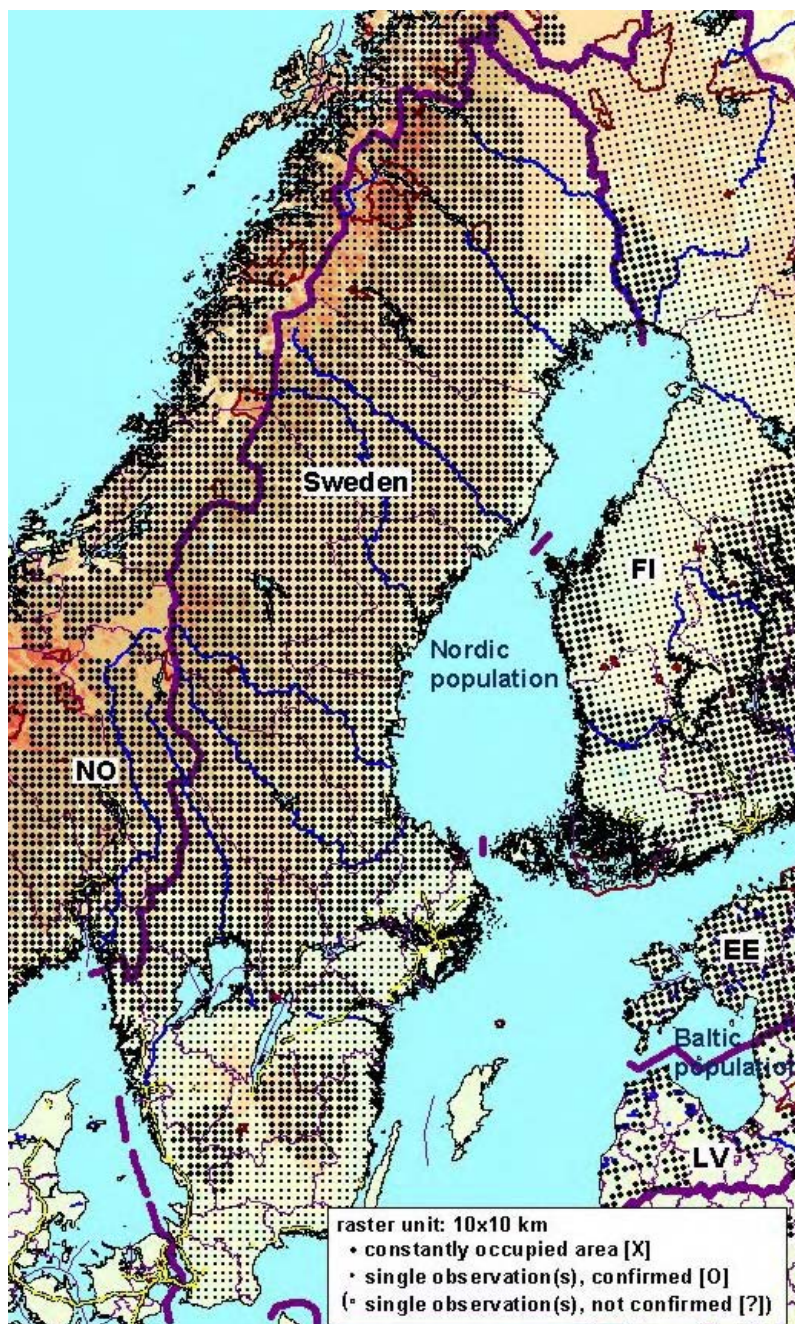 Sweden
FI
Nordic
population
NO
EE
Baltic
population
LV
raster unit: 10x10 km
• constantly occupied area [X]
• single observation(s), confirmed [O]
(▫ single observation(s), not confirmed [?])